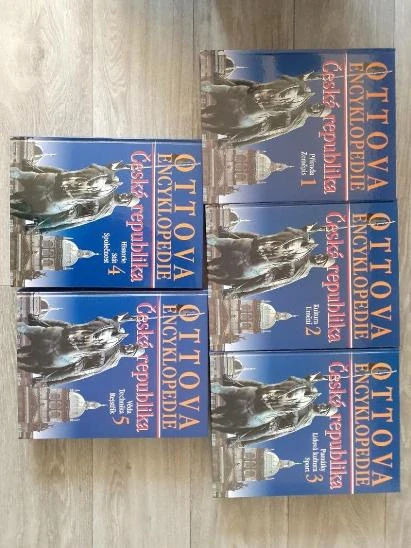 OTTOVA
ENCYKLOPEDIE
Česká republika
1
Příroda
Zeměpis
OTTOVA
ENCYKLOPEDIE
Česká republika
2
Kultura
Umění
OTTOVA
ENCYKLOPEDIE
Česká republika
3
Památky
Lidová kultura
Sport
OTTOVA
ENCYKLOPEDIE
Česká republika
4
Historie
Stát
Společnost
OTTOVA
ENCYKLOPEDIE
Česká republika
5
Věda
Technika
Rejstřík